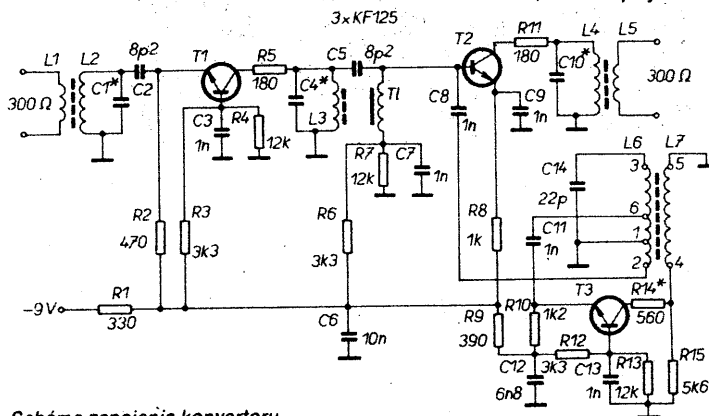 3xKF125
L1
L2
8p2
C1*
C2
300 Ω
T1
R5
180
C5
8p2
C4*
L3
Tl
C3
1n
R4
12k
R2
470
R3
3k3
R7
12k
C7
1n
R6
3k3
-9V
R1
330
C6
10n
T2
R11
180
L4
L5
C10*
300 Ω
C8
1n
C9
1n
R8
1k
L6
L7
3
5
C14
22p
6
C11
1n
1
2
4
T3
R14*
560
R9
390
R10
1k2
R12
3k3
C12
6n8
C13
1n
R13
12k
R15
5k6
Schéma zapojenia konvertoru